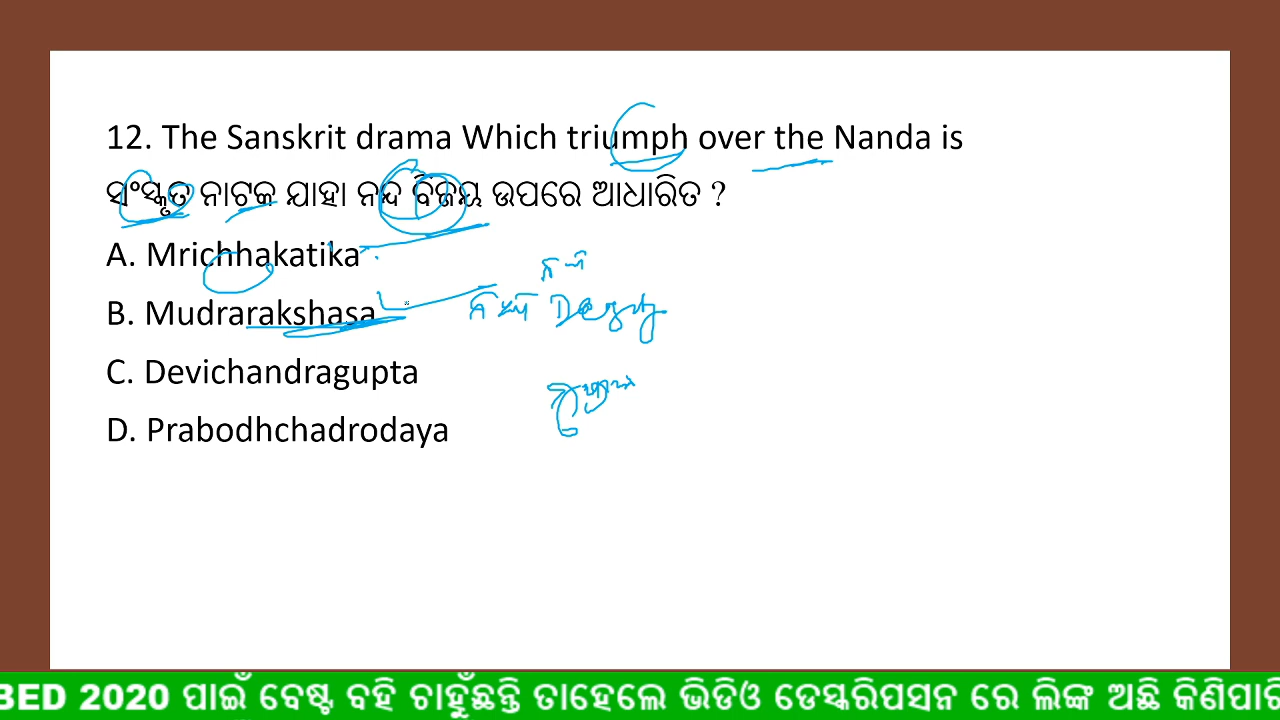 12. The Sanskrit drama Which triumph over the Nanda is
ସଂସ୍କୃତ ନାଟକ ଯାହା ନନ୍ଦ ବିଜୟ ଉପରେ ଆଧାରିତ ?
A. Mrichhakatika
B. Mudrarakshasa
C. Devichandragupta
D. Prabodhchadrodaya
BED 2020 ପାଇଁ ବେଷ୍ଟ ବହି ଚାହୁଁଛନ୍ତି ତାହେଲେ ଭିଡିଓ ଡେସ୍କରିପସନ ରେ ଲିଙ୍କ ଅଛି